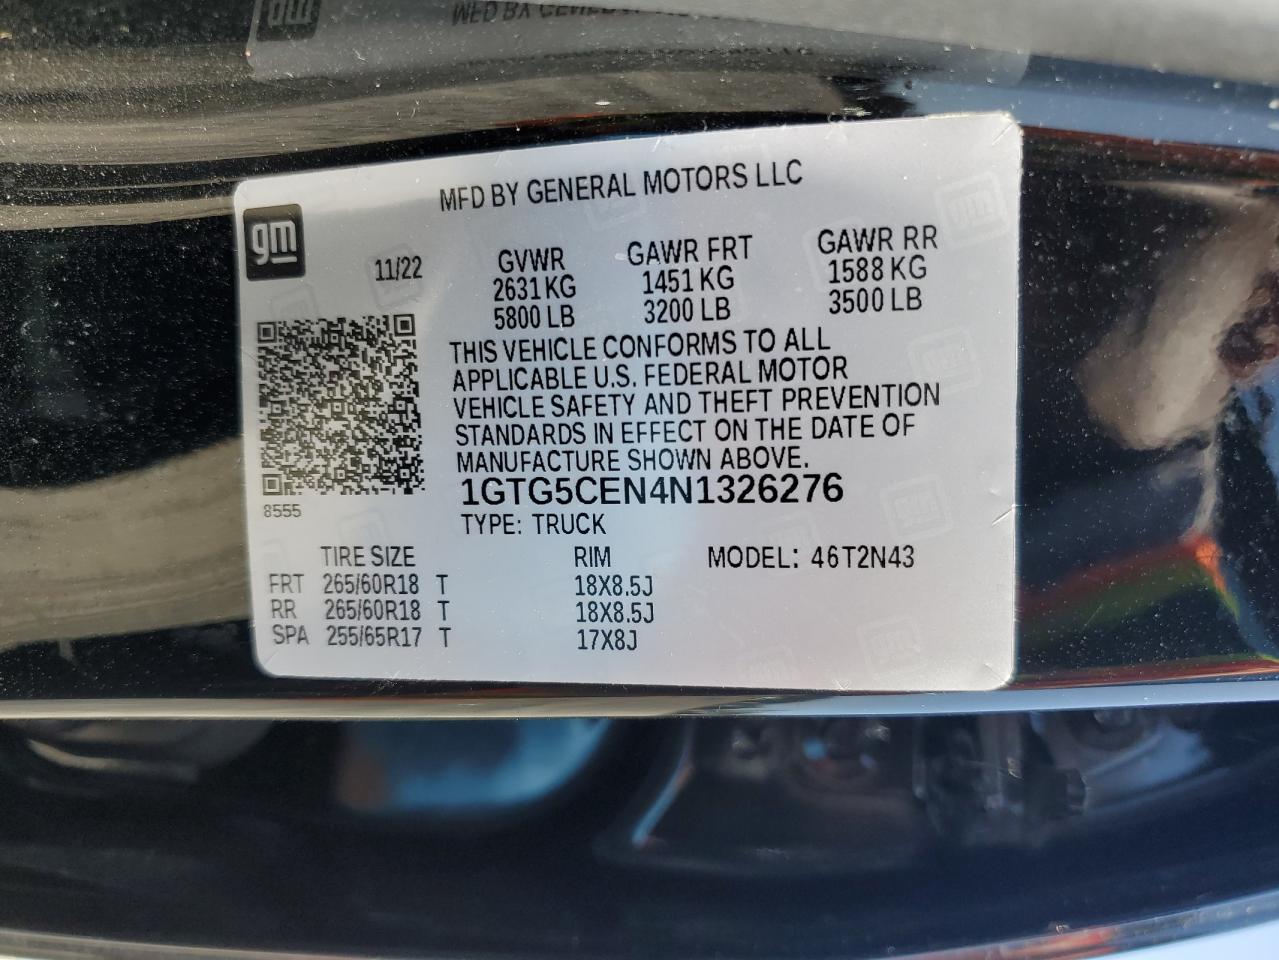 MFD BY GENERAL MOTORS LLC
gm
11/22
GVWR GAWR FRT GAWR RR
2631 KG 1451 KG 1588 KG
5800 LB 3200 LB 3500 LB
THIS VEHICLE CONFORMS TO ALL
APPLICABLE U.S. FEDERAL MOTOR
VEHICLE SAFETY AND THEFT PREVENTION
STANDARDS IN EFFECT ON THE DATE OF
MANUFACTURE SHOWN ABOVE.
1GTG5CEN4N1326276
8555
TYPE: TRUCK
TIRE SIZE RIM MODEL: 46T2N43
FRT 265/60R18 T 18X8.5J
RR 265/60R18 T 18X8.5J
SPA 255/65R17 T 17X8J